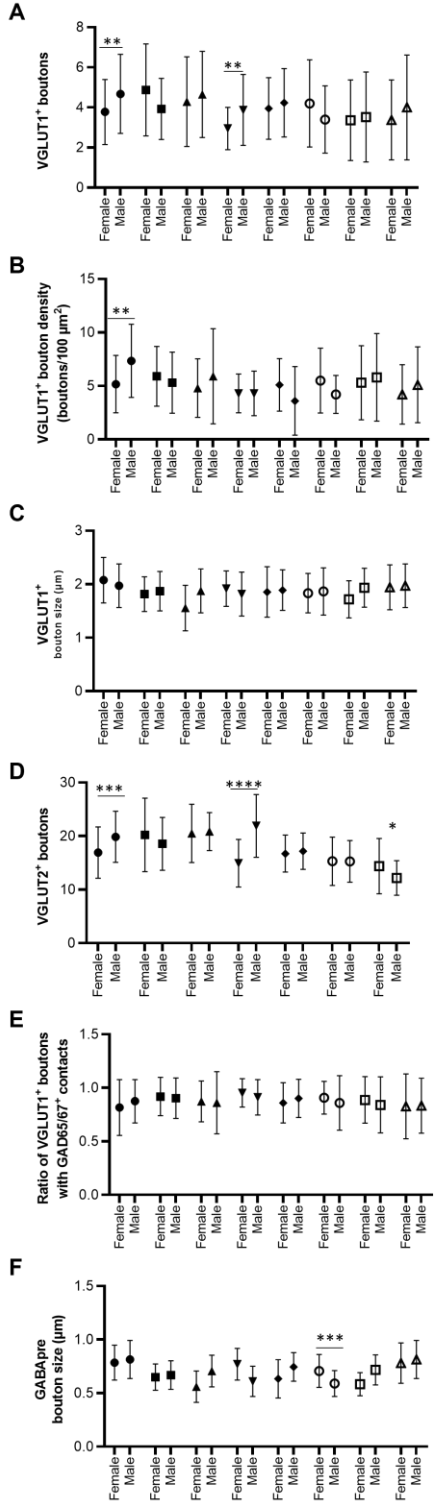 A
VGLUT1⁺ boutons
8
6
4
2
0
**
**
Female
Male
Female
Male
Female
Male
Female
Male
Female
Male
Female
Male
Female
Male
Female
Male
B
VGLUT1⁺ bouton density
(boutons/100 μm²)
15
10
5
0
**
Female
Male
Female
Male
Female
Male
Female
Male
Female
Male
Female
Male
Female
Male
Female
Male
C
VGLUT1⁺
bouton size (μm)
3
2
1
0
Female
Male
Female
Male
Female
Male
Female
Male
Female
Male
Female
Male
Female
Male
Female
Male
D
VGLUT2⁺ boutons
30
20
10
0
***
****
*
Female
Male
Female
Male
Female
Male
Female
Male
Female
Male
Female
Male
Female
Male
E
Ratio of VGLUT1⁺ boutons
with GAD65/67⁺ contacts
1.5
1.0
0.5
0.0
Female
Male
Female
Male
Female
Male
Female
Male
Female
Male
Female
Male
Female
Male
Female
Male
F
GABApre
bouton size (μm)
1.5
1.0
0.5
0.0
***
Female
Male
Female
Male
Female
Male
Female
Male
Female
Male
Female
Male
Female
Male
Female
Male